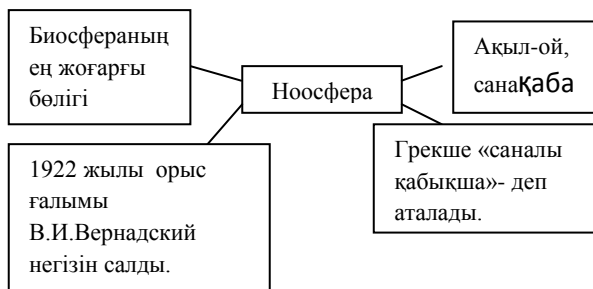 Биосфераның
ең жоғарғы
бөлігі
Ноосфера
Ақыл-ой,
санақаба
1922 жылы орыс
ғалымы
В.И.Вернадский
негізін салды.
Грекше «саналы
қабықша»- деп
аталады.